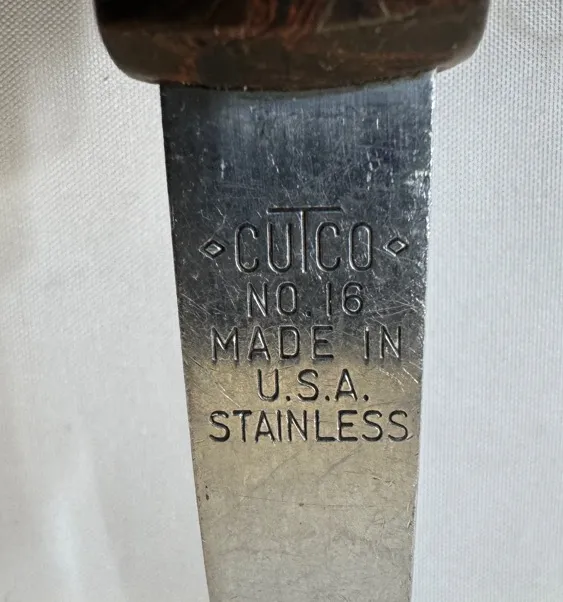 CUTCO
NO. 16
MADE IN
U.S.A.
STAINLESS